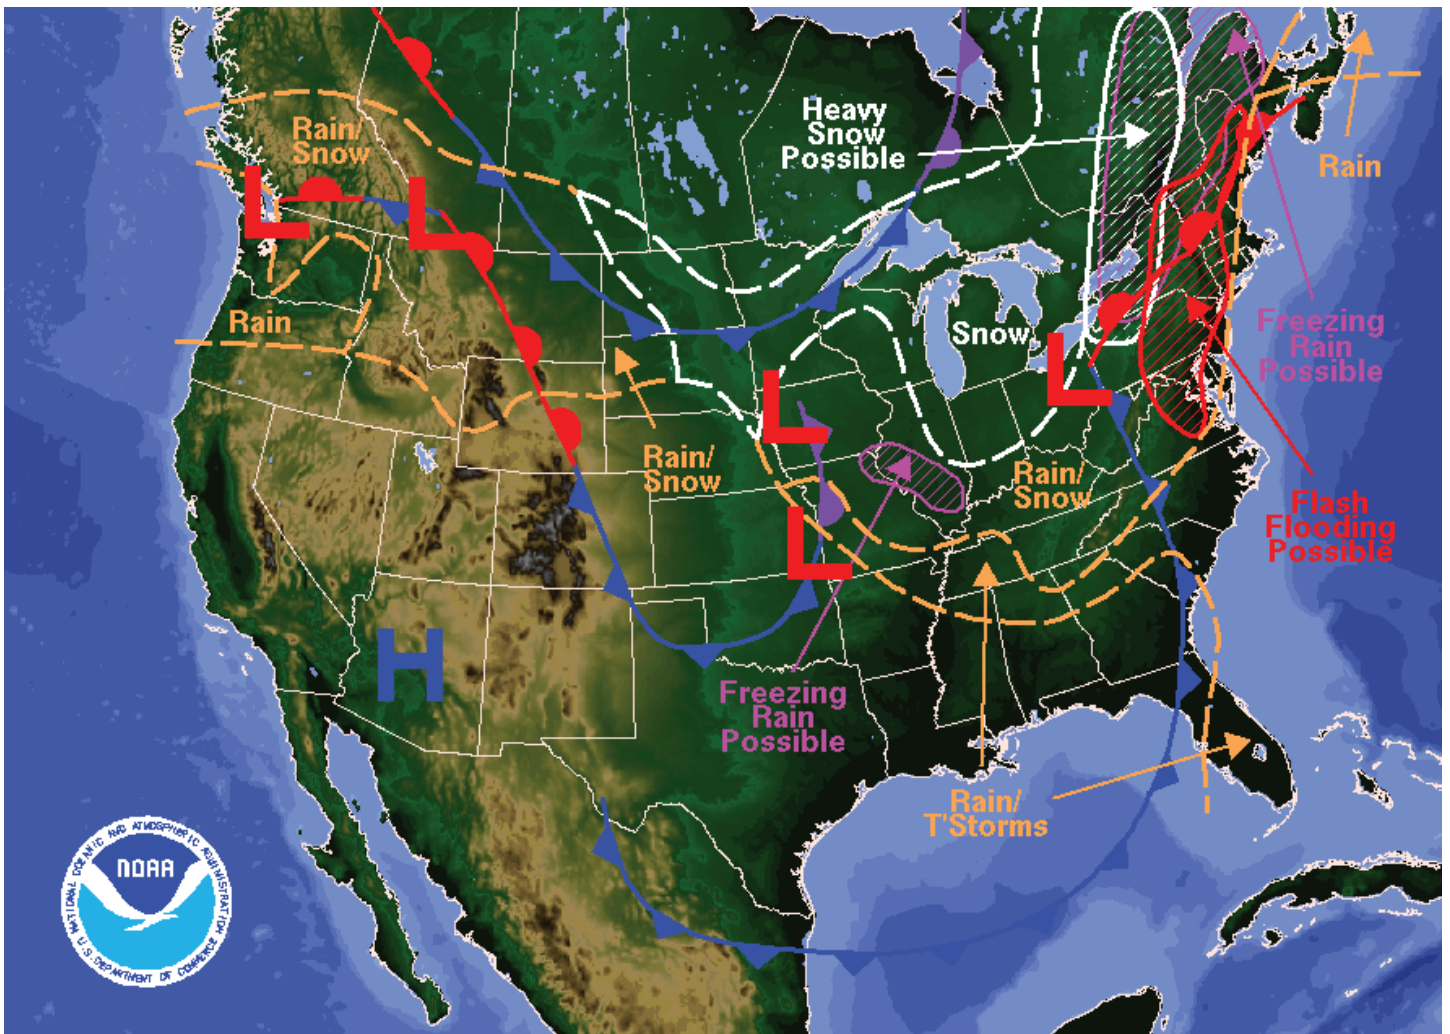 Heavy
Snow
Possible
Rain/
Snow
Rain
L
L
Rain
Snow
Freezing
Rain
Possible
L
L
Rain/
Snow
Rain/
Snow
Flash
Flooding
Possible
L
H
Freezing
Rain
Possible
Rain/
T'Storms
NOAA
NATIONAL OCEANIC AND ATMOSPHERIC ADMINISTRATION
U.S. DEPARTMENT OF COMMERCE